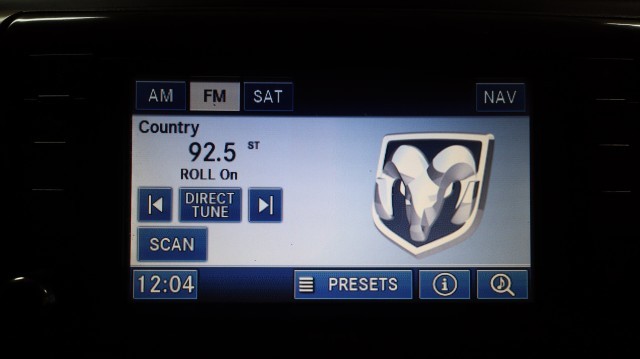 AM FM SAT NAV
Country
92.5 ST
ROLL On
DIRECT
TUNE
SCAN
12:04 PRESETS i